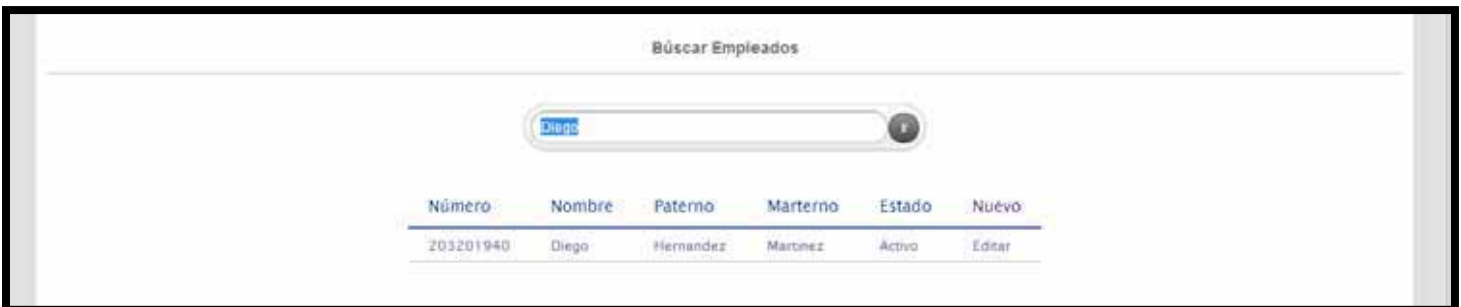 Búscar Empleados
Diego
Número Nombre Paterno Marterno Estado Nuevo
203201940 Diego Hernandez Martinez Activo Editar